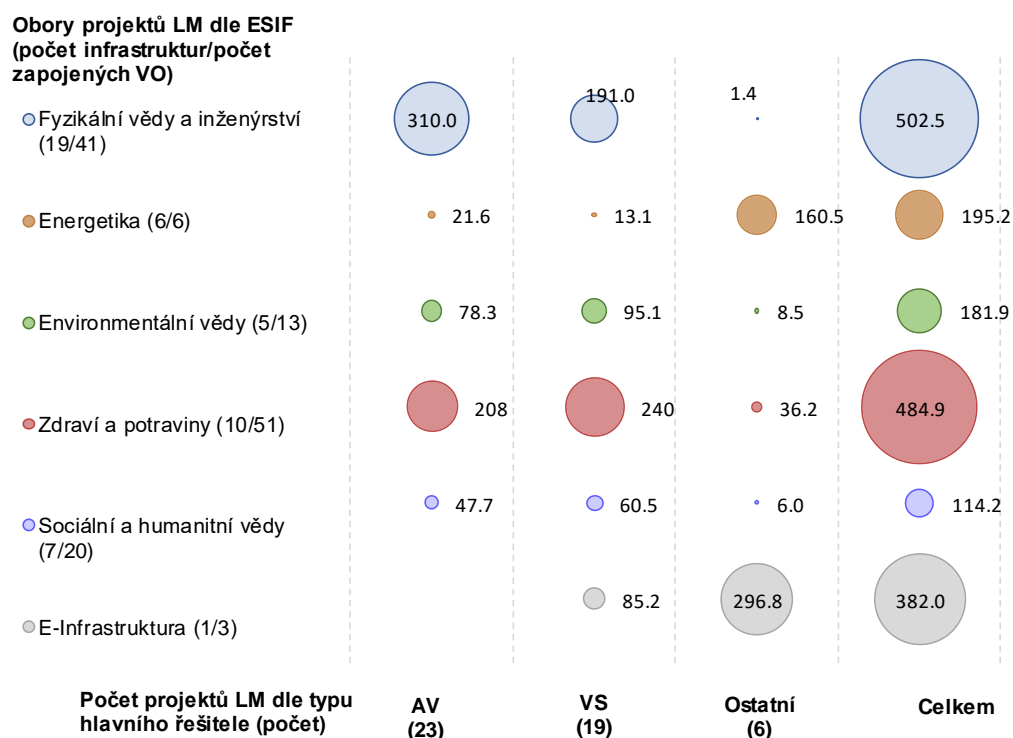 Obory projektů LM dle ESIF
(počet infrastruktur/počet
zapojených VO)
Fyzikální vědy a inženýrství
(19/41)
310.0
191.0
1.4
502.5
Energetika (6/6)
21.6
13.1
160.5
195.2
Environmentální vědy (5/13)
78.3
95.1
8.5
181.9
Zdraví a potraviny (10/51)
208
240
36.2
484.9
Sociální a humanitní vědy
(7/20)
47.7
60.5
6.0
114.2
E-Infrastruktura (1/3)
85.2
296.8
382.0
Počet projektů LM dle typu
hlavního řešitele (počet)
AV
(23)
VS
(19)
Ostatní
(6)
Celkem